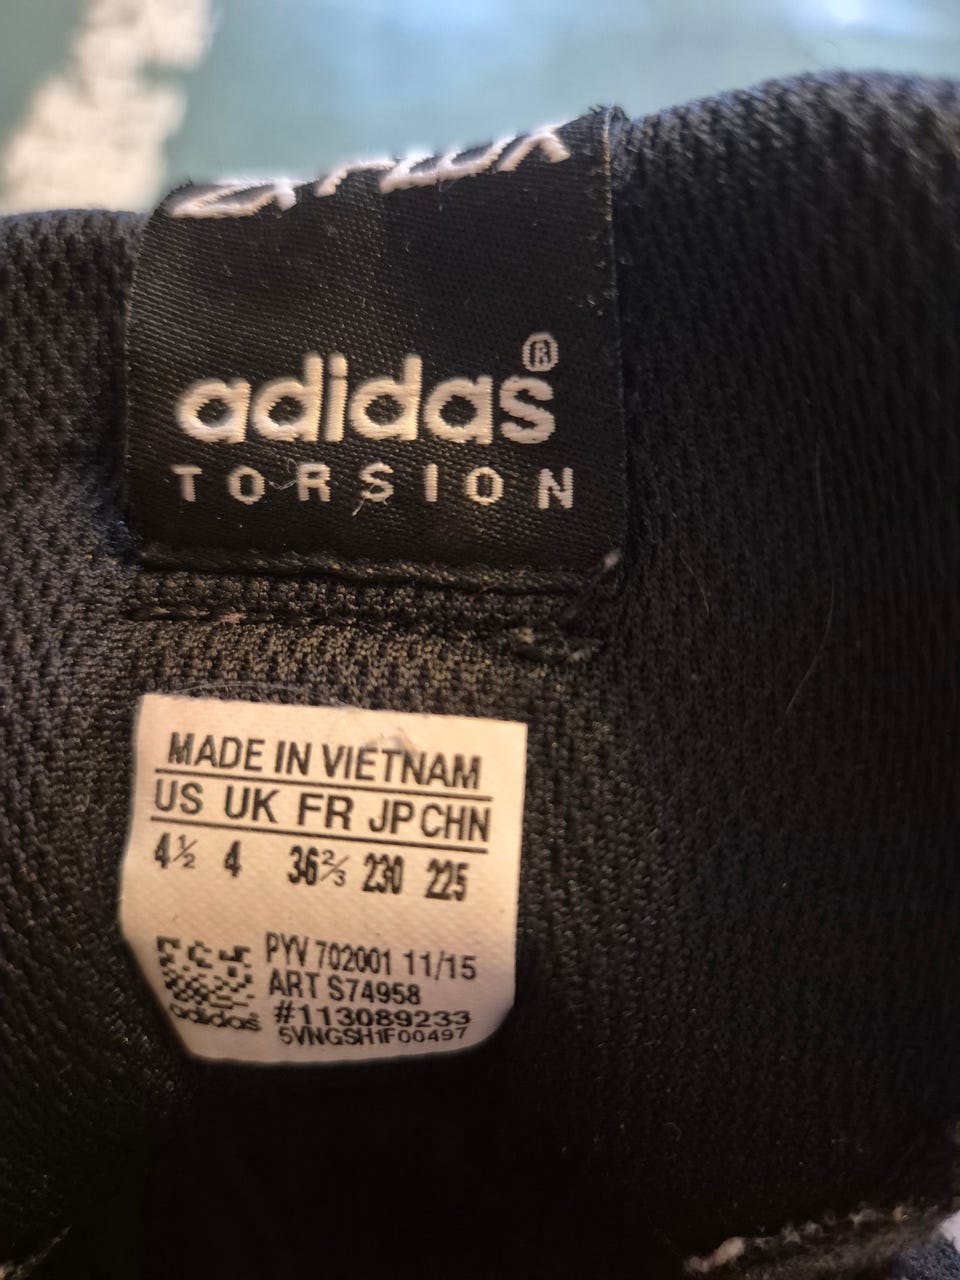 adidas®
TORSION
MADE IN VIETNAM
US UK FR JP CHN
4½ 4 36⅔ 230 225
PYV 702001 11/15
ART S74958
#113089233
adidas
5VNGSH1F00497